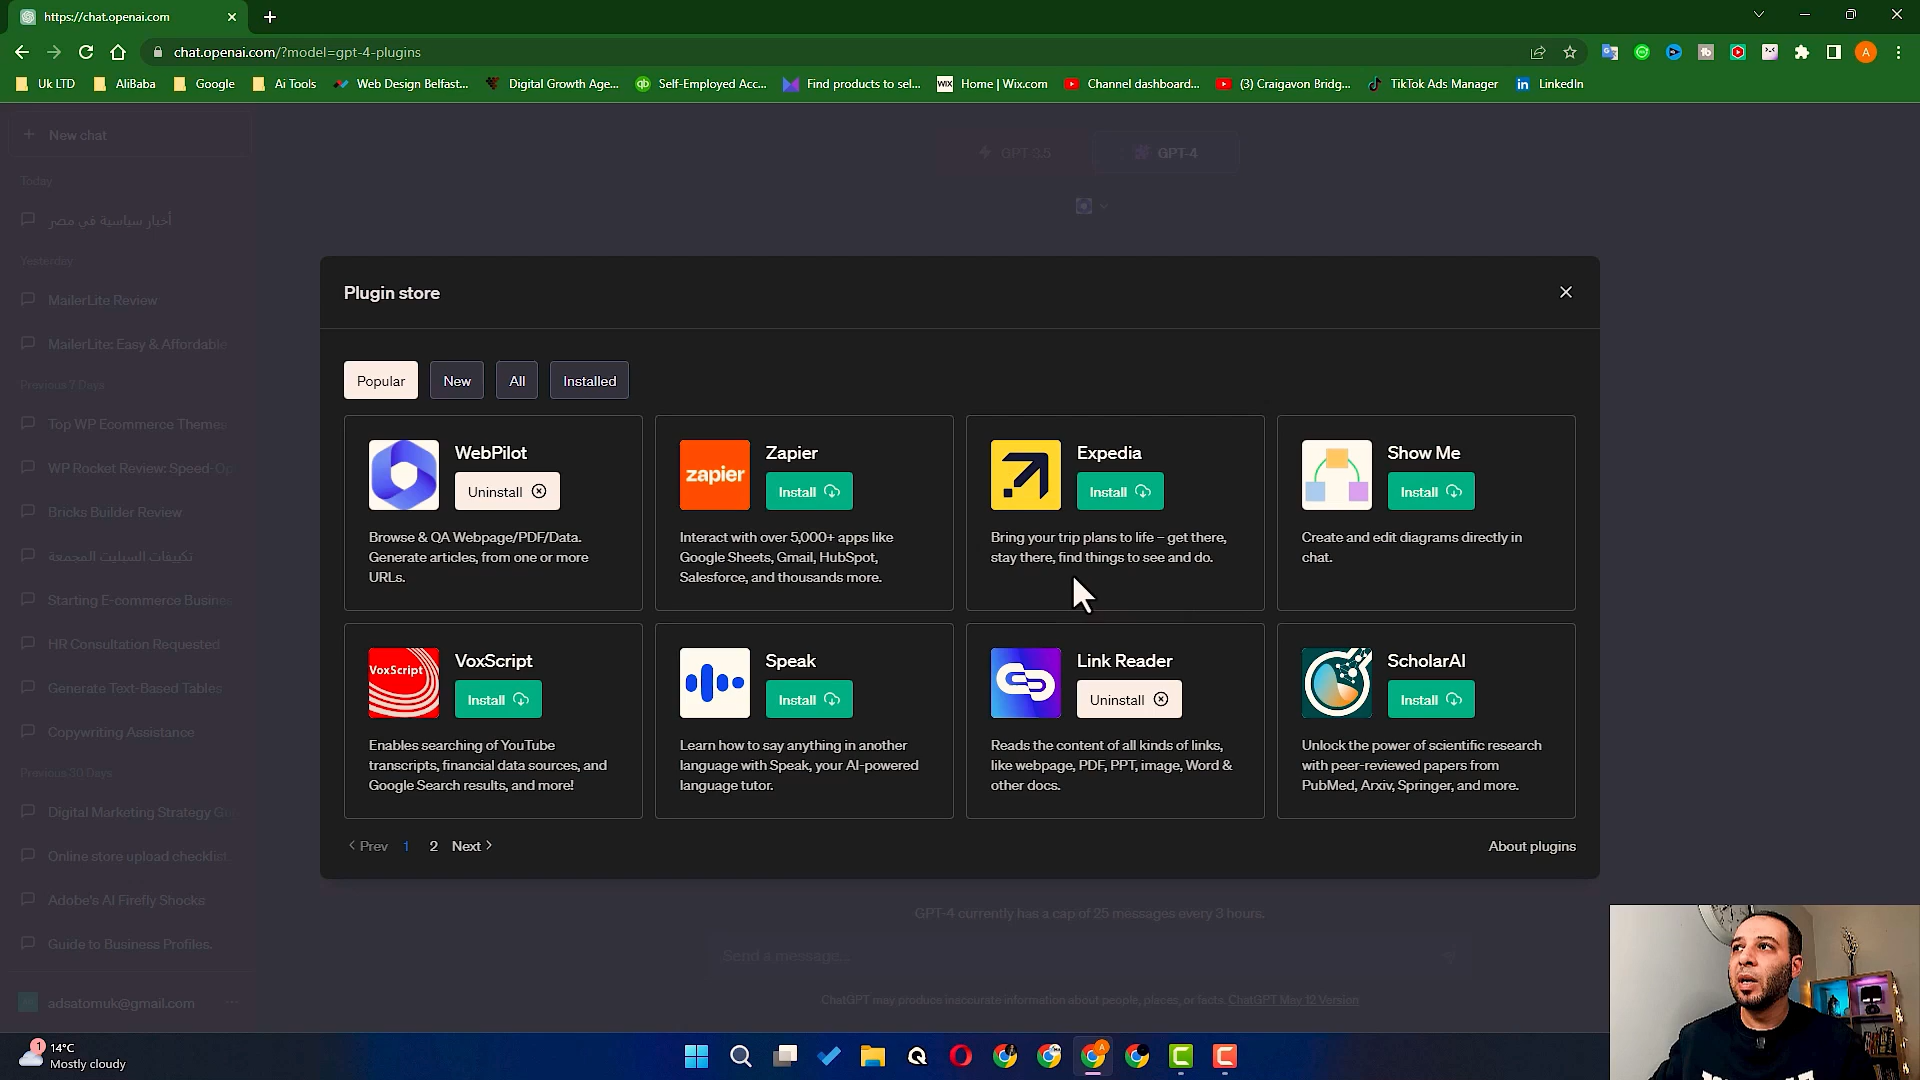 https://chat.openai.com
chat.openai.com/?model=gpt-4-plugins
Uk LTD
AliBaba
Google
Ai Tools
Web Design Belfast...
Digital Growth Age...
Self-Employed Acc...
Find products to sel...
WIX
Home | Wix.com
Channel dashboard...
(3) Craigavon Bridg...
TikTok Ads Manager
LinkedIn
A
New chat
Today
أخبار سياسية في مصر
Yesterday
MailerLite Review
MailerLite: Easy & Affordable
Previous 7 Days
Top WP Ecommerce Themes
WP Rocket Review: Speed-Op
Bricks Builder Review
تكييفات السبليت المجمعة
Starting E-commerce Busine
HR Consultation Requested
Generate Text-Based Tables
Copywriting Assistance
Previous 30 Days
Digital Marketing Strategy Gu
Online store upload checklist.
Adobe's AI Firefly Shocks
Guide to Business Profiles.
adsatomuk@gmail.com
GPT-3.5
GPT-4
Plugin store
Popular
New
All
Installed
WebPilot
Uninstall
Browse & QA Webpage/PDF/Data.
Generate articles, from one or more
URLs.
zapier
Zapier
Install
Interact with over 5,000+ apps like
Google Sheets, Gmail, HubSpot,
Salesforce, and thousands more.
Expedia
Install
Bring your trip plans to life – get there,
stay there, find things to see and do.
Show Me
Install
Create and edit diagrams directly in
chat.
VoxScript
VoxScript
Install
Enables searching of YouTube
transcripts, financial data sources, and
Google Search results, and more!
Speak
Install
Learn how to say anything in another
language with Speak, your AI-powered
language tutor.
Link Reader
Uninstall
Reads the content of all kinds of links,
like webpage, PDF, PPT, image, Word &
other docs.
ScholarAI
Install
Unlock the power of scientific research
with peer-reviewed papers from
PubMed, Arxiv, Springer, and more.
Prev
1
2
Next
About plugins
GPT-4 currently has a cap of 25 messages every 3 hours.
Send a message...
ChatGPT may produce inaccurate information about people, places, or facts. ChatGPT May 12 Version
1
14°C
Mostly cloudy
A